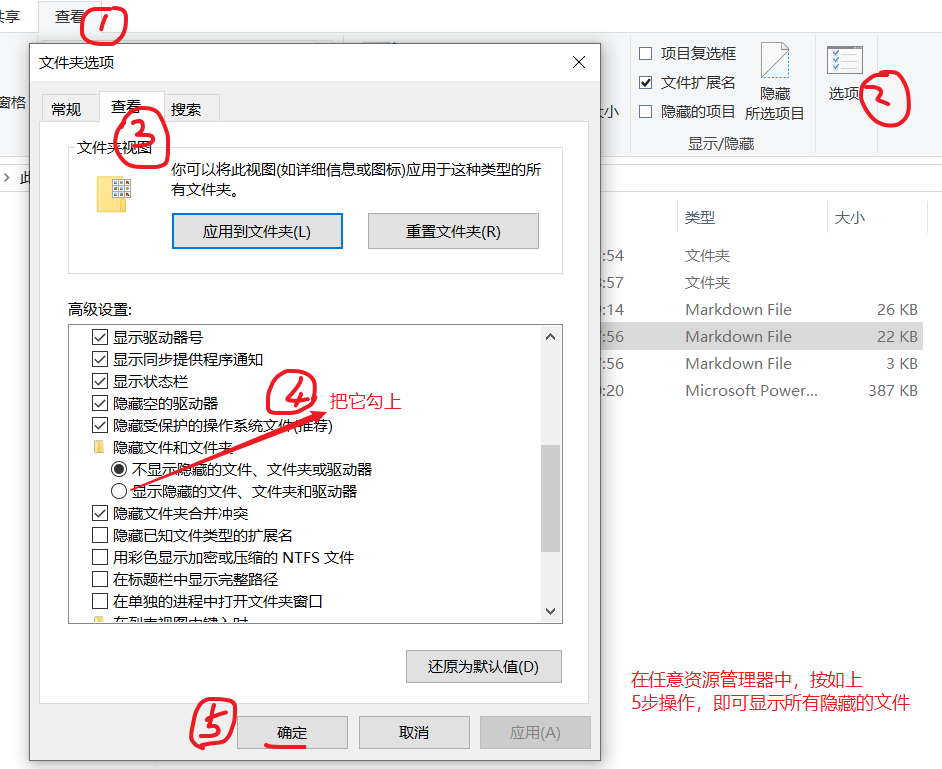 共享
查看
1
文件夹选项
窗格
常规
查看
搜索
3
文件夹视图
你可以将此视图(如详细信息或图标)应用于这种类型的所
有文件夹。
应用到文件夹(L)
重置文件夹(R)
高级设置:
显示驱动器号
显示同步提供程序通知
显示状态栏
隐藏空的驱动器
隐藏受保护的操作系统文件(推荐)
隐藏文件和文件夹
不显示隐藏的文件、文件夹或驱动器
显示隐藏的文件、文件夹和驱动器
隐藏文件夹合并冲突
隐藏已知文件类型的扩展名
用彩色显示加密或压缩的 NTFS 文件
在标题栏中显示完整路径
在单独的进程中打开文件夹窗口
在列表视图中键入时
4
把它勾上
还原为默认值(D)
5
确定
取消
应用(A)
项目复选框
文件扩展名
隐藏的项目
隐藏
所选项目
显示/隐藏
选项
2
类型
大小
:54 文件夹
:57 文件夹
:14 Markdown File 26 KB
:56 Markdown File 22 KB
:56 Markdown File 3 KB
:20 Microsoft Power... 387 KB
在任意资源管理器中，按如上
5步操作，即可显示所有隐藏的文件